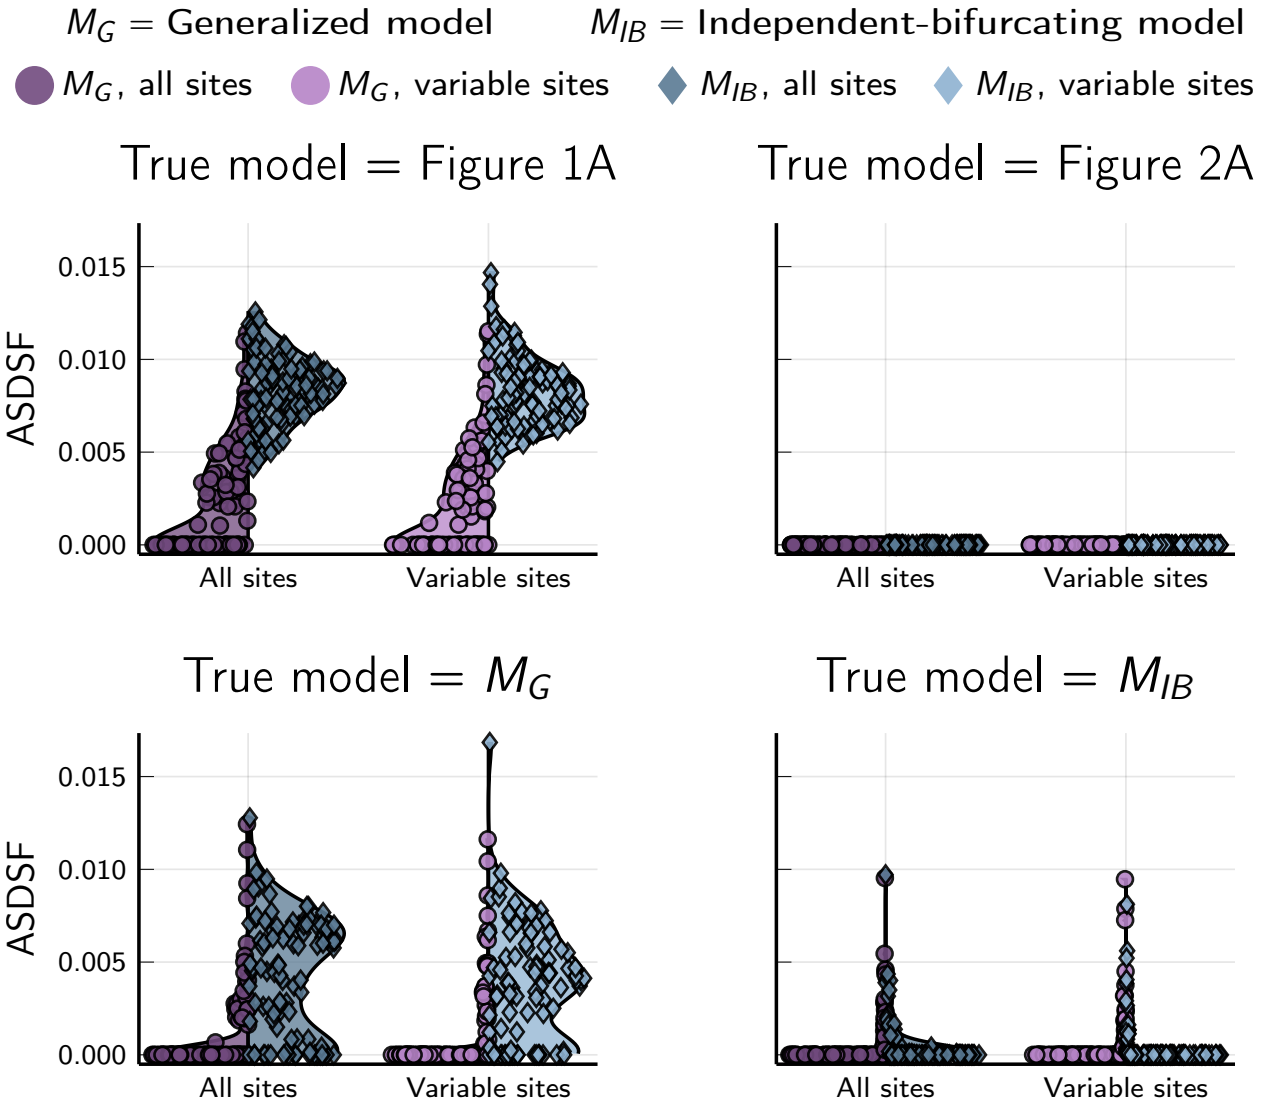 M_G = Generalized model M_IB = Independent-bifurcating model
M_G, all sites M_G, variable sites M_IB, all sites M_IB, variable sites
True model = Figure 1A
True model = Figure 2A
ASDSF
0.015
0.010
0.005
0.000
All sites Variable sites
All sites Variable sites
True model = M_G
True model = M_IB
ASDSF
0.015
0.010
0.005
0.000
All sites Variable sites
All sites Variable sites